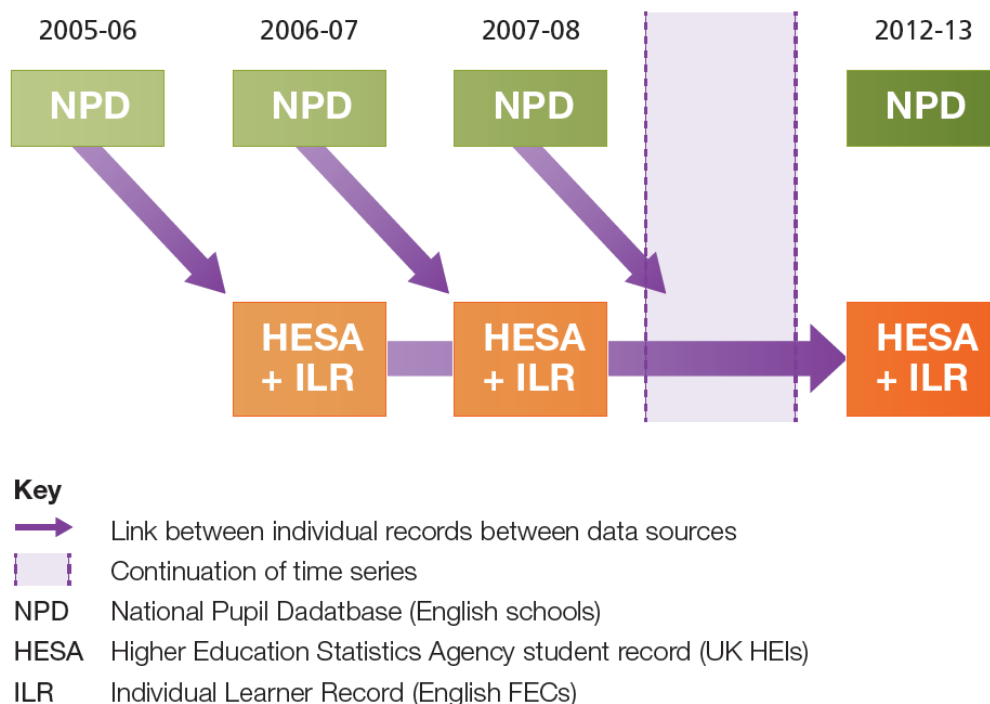 2005-06 2006-07 2007-08 2012-13
NPD NPD NPD NPD
HESA HESA HESA
+ ILR + ILR + ILR
Key
Link between individual records between data sources
Continuation of time series
NPD National Pupil Dadatbase (English schools)
HESA Higher Education Statistics Agency student record (UK HEIs)
ILR Individual Learner Record (English FECs)